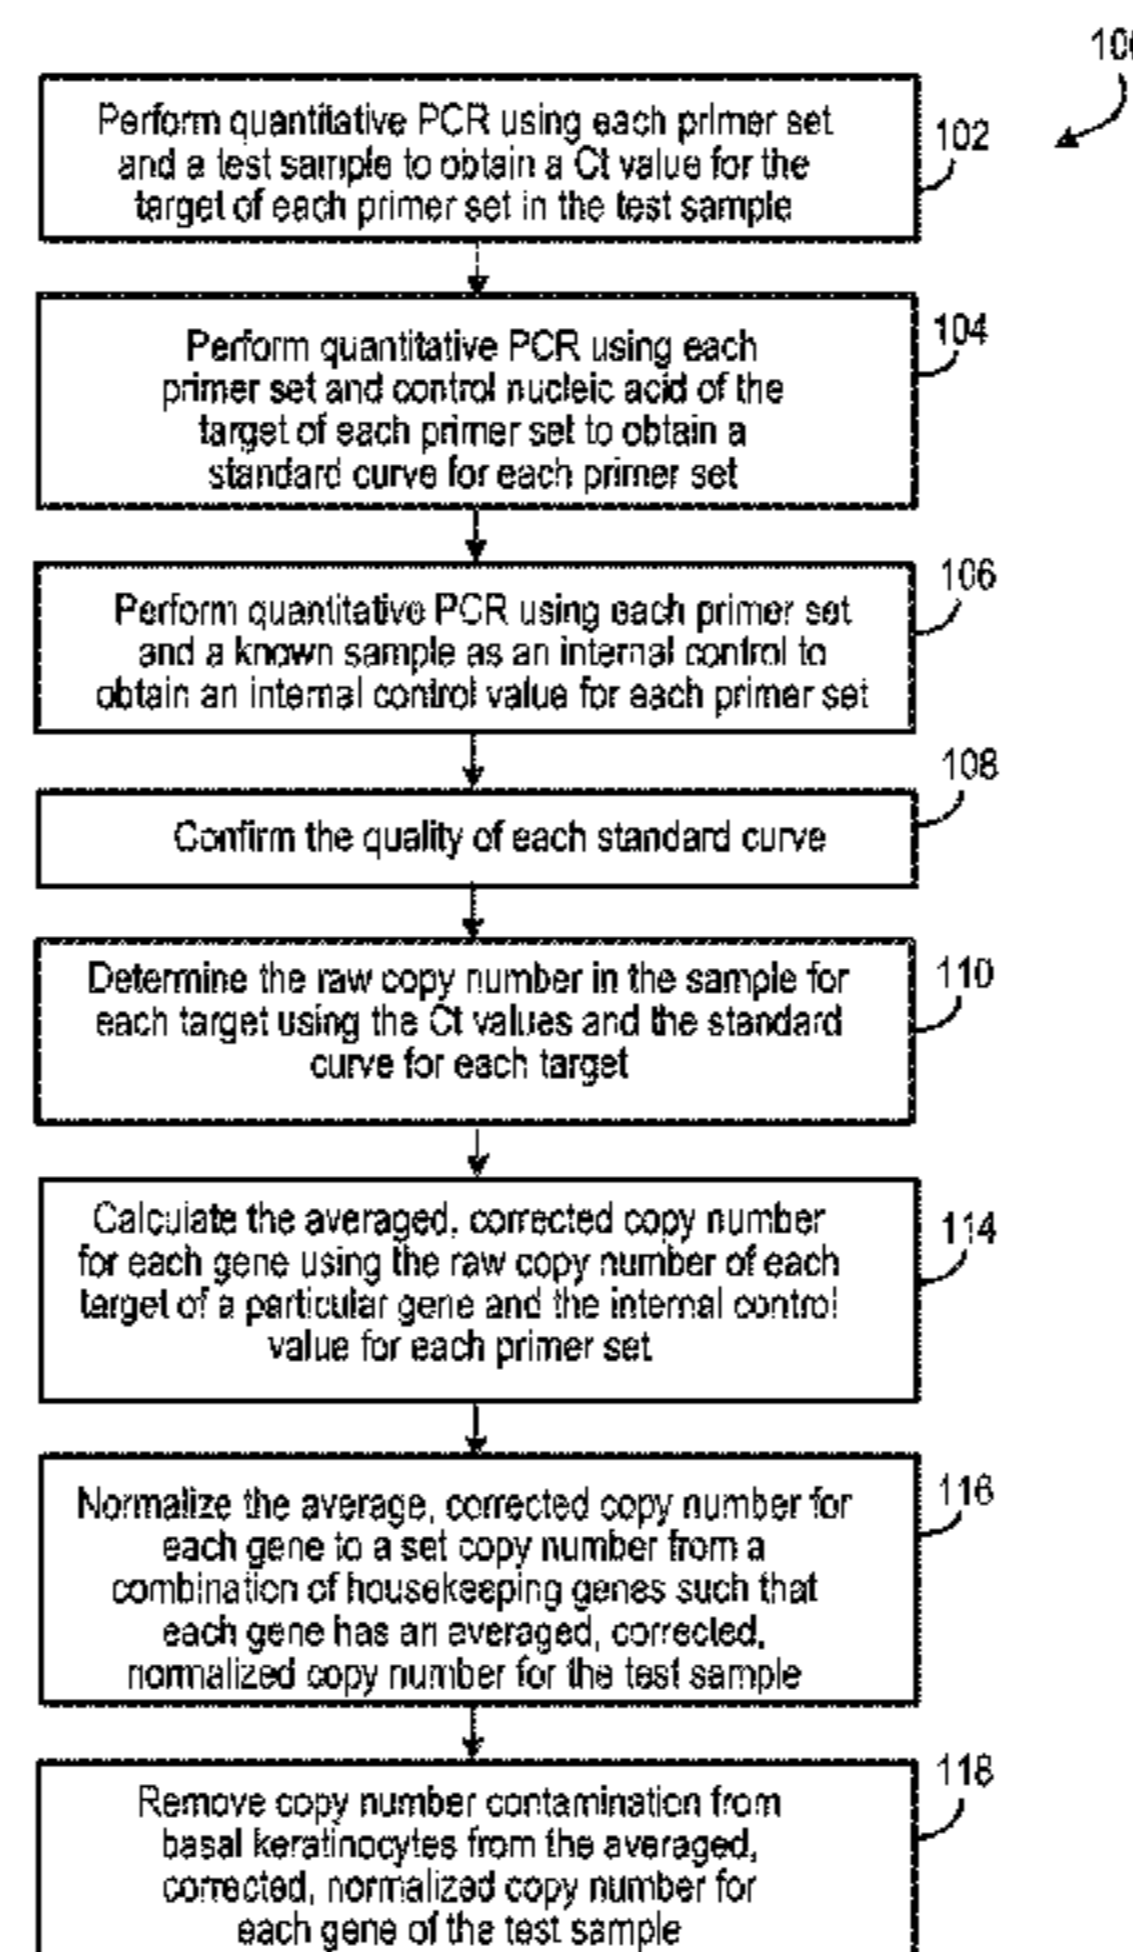 Perform quantitative PCR using each primer set
and a test sample to obtain a Ct value for the
target of each primer set in the test sample
102
Perform quantitative PCR using each
primer set and control nucleic acid of the
target of each primer set to obtain a
standard curve for each primer set
104
Perform quantitative PCR using each primer set
and a known sample as an internal control to
obtain an internal control value for each primer set
106
Confirm the quality of each standard curve
108
Determine the raw copy number in the sample for
each target using the Ct values and the standard
curve for each target
110
Calculate the averaged, corrected copy number
for each gene using the raw copy number of each
target of a particular gene and the internal control
value for each primer set
114
Normalize the average, corrected copy number for
each gene to a set copy number from a
combination of housekeeping genes such that
each gene has an averaged, corrected,
normalized copy number for the test sample
116
Remove copy number contamination from
basal keratinocytes from the averaged,
corrected, normalized copy number for
each gene of the test sample
118